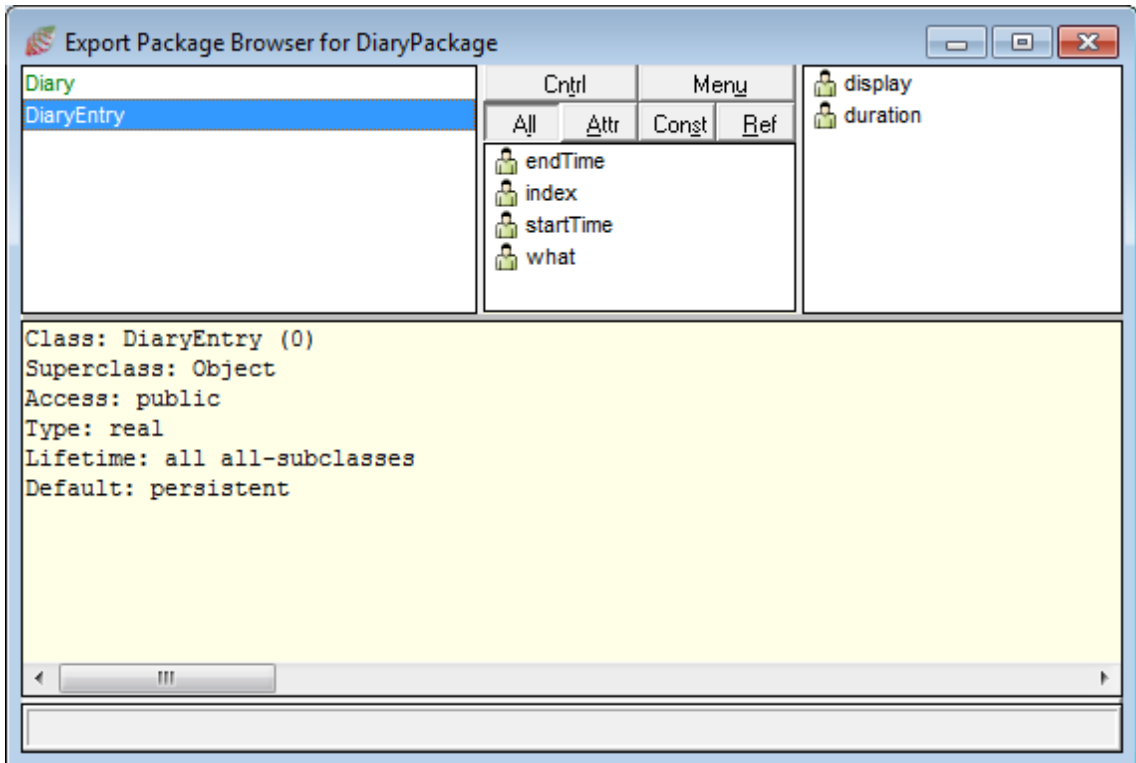 Export Package Browser for DiaryPackage
Diary
DiaryEntry
Cntrl
Menu
All
Attr
Const
Ref
endTime
index
startTime
what
display
duration
Class: DiaryEntry (0)
Superclass: Object
Access: public
Type: real
Lifetime: all all-subclasses
Default: persistent